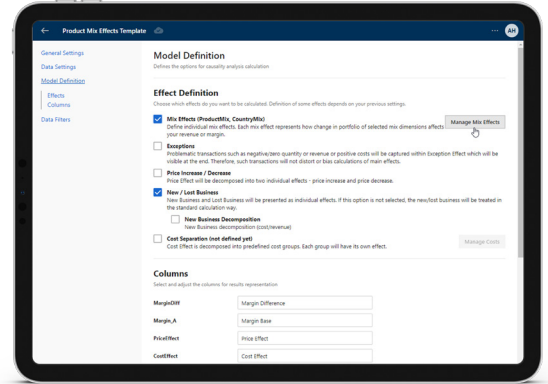 Product Mix Effects Template
AH
General Settings
Data Settings
Model Definition
Effects
Columns
Data Filters
Model Definition
Defines the options for causality analysis calculation
Effect Definition
Choose which effects do you want to be calculated. Definition of some effects depends on your previous settings.
Mix Effects (ProductMix, CountryMix)
Define individual mix effects. Each mix effect represents how change in portfolio of selected mix dimensions affects
your revenue or margin.
Manage Mix Effects
Exceptions
Problematic transactions such as negative/zero quantity or revenue or positive costs will be captured within Exception Effect which will be
visible at the end. Therefore, such transactions will not distort or bias calculations of main effects.
Price Increase / Decrease
Price Effect will be decomposed into two individual effects - price increase and price decrease.
New / Lost Business
New Business and Lost Business will be presented as individual effects. If this option is not selected, the new/lost business will be treated in
the standard calculation way.
New Business Decomposition
New Business decomposition (cost/revenue)
Cost Separation (not defined yet)
Cost Effect is decomposed into predefined cost groups. Each group will have its own effect.
Manage Costs
Columns
Select and adjust the columns for results representation
MarginDiff
Margin Difference
Margin_A
Margin Base
PriceEffect
Price Effect
CostEffect
Cost Effect